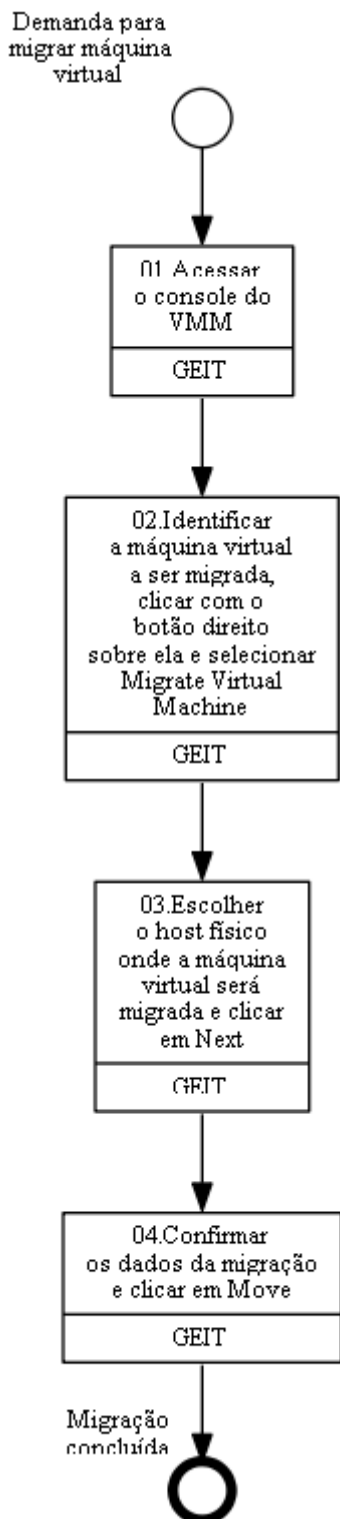 Demanda para
migrar máquina
virtual
01.Acessar
o console do
VMM
GEIT
02.Identificar
a máquina virtual
a ser migrada,
clicar com o
botão direito
sobre ela e selecionar
Migrate Virtual
Machine
GEIT
03.Escolher
o host físico
onde a máquina
virtual será
migrada e clicar
em Next
GEIT
04.Confirmar
os dados da migração
e clicar em Move
GEIT
Migração
concluída